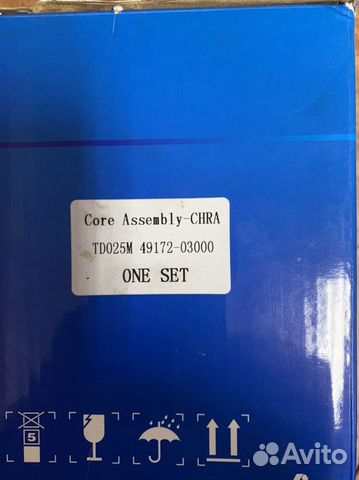 Core Assembly-CHRA
TD025M 49172-03000
ONE SET
5
Avito